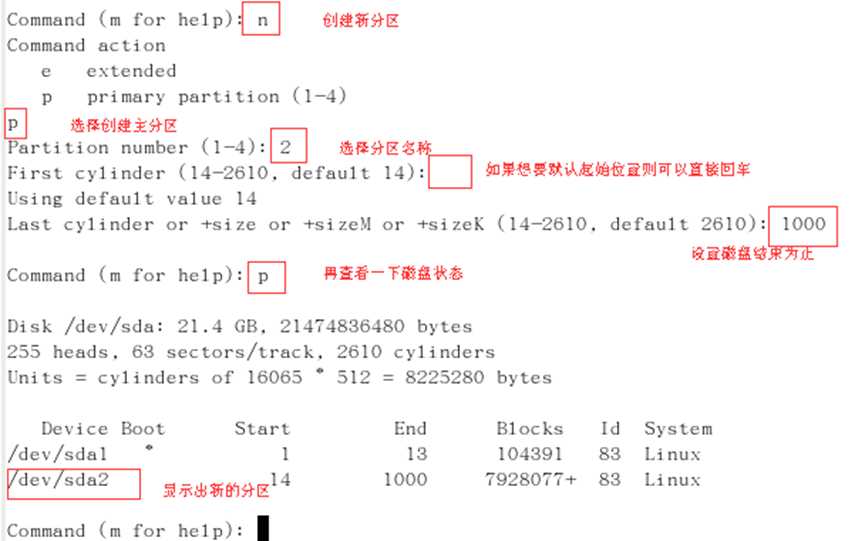 Command (m for help): n 创建新分区
Command action
e extended
p primary partition (1-4)
p 选择创建主分区
Partition number (1-4): 2 选择分区名称
First cylinder (14-2610, default 14): 如果想要默认起始位置则可以直接回车
Using default value 14
Last cylinder or +size or +sizeM or +sizeK (14-2610, default 2610): 1000
设置磁盘结束为止
Command (m for help): p 再查看一下磁盘状态
Disk /dev/sda: 21.4 GB, 21474836480 bytes
255 heads, 63 sectors/track, 2610 cylinders
Units = cylinders of 16065 * 512 = 8225280 bytes
Device Boot Start End Blocks Id System
/dev/sda1 * 1 13 104391 83 Linux
/dev/sda2 14 1000 7928077+ 83 Linux
显示出新的分区
Command (m for help):